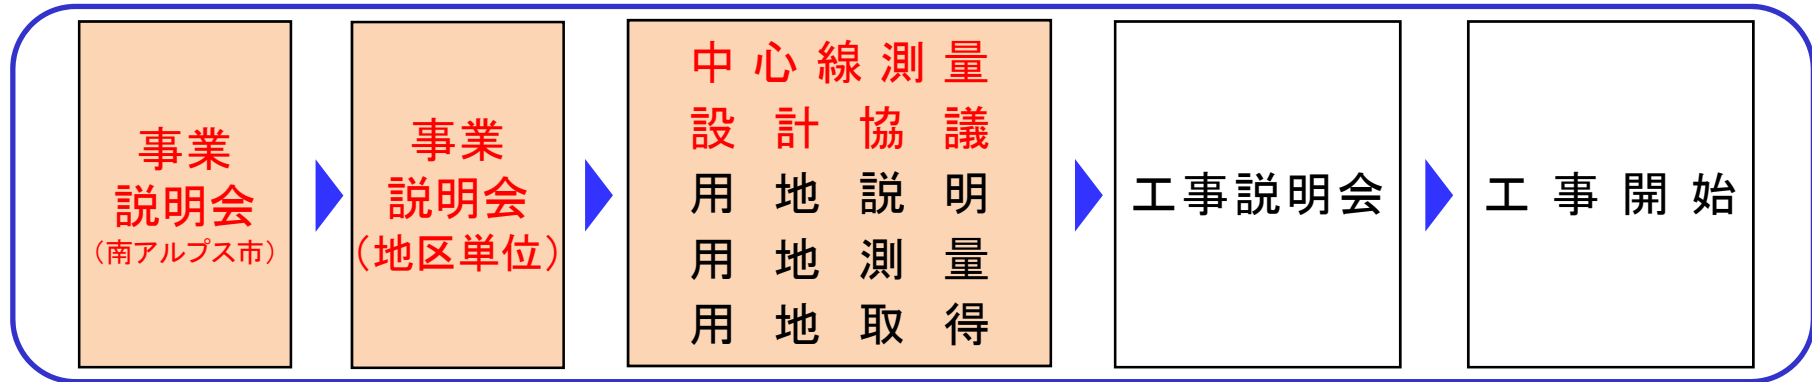 事業
説明会
（南アルプス市）
事業
説明会
（地区単位）
中心線測量
設計協議
用地説明
用地測量
用地取得
工事説明会
工事開始